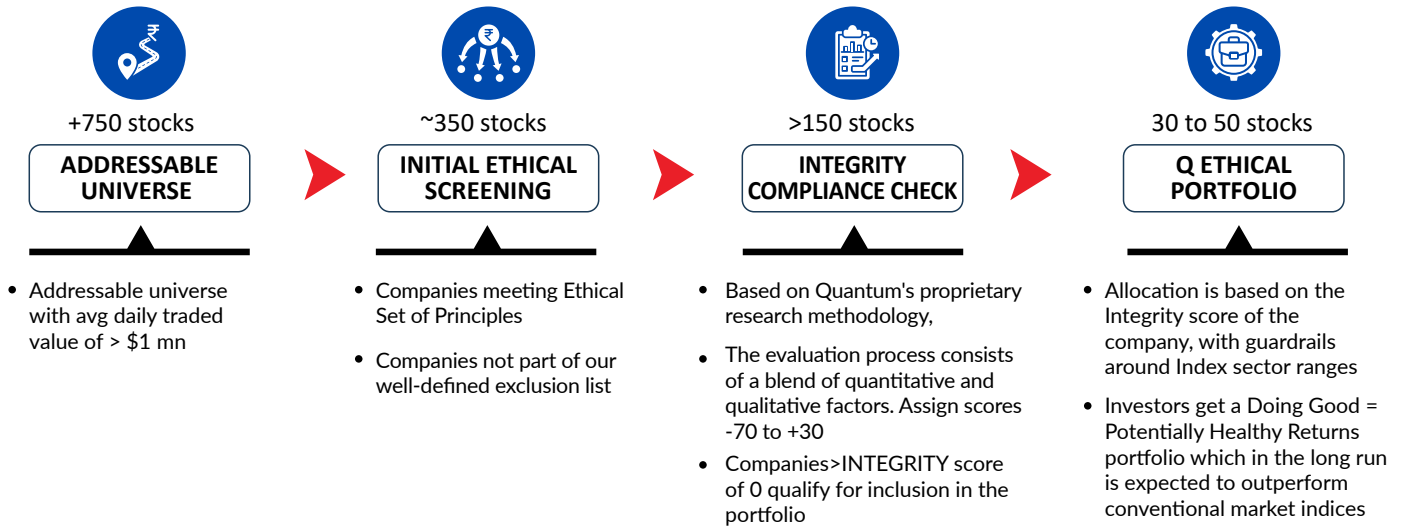 ₹
+750 stocks
ADDRESSABLE
UNIVERSE
• Addressable universe
with avg daily traded
value of > $1 mn
₹
~350 stocks
INITIAL ETHICAL
SCREENING
• Companies meeting Ethical
Set of Principles
• Companies not part of our
well-defined exclusion list
>150 stocks
INTEGRITY
COMPLIANCE CHECK
• Based on Quantum's proprietary
research methodology,
• The evaluation process consists
of a blend of quantitative and
qualitative factors. Assign scores
-70 to +30
• Companies>INTEGRITY score
of 0 qualify for inclusion in the
portfolio
30 to 50 stocks
Q ETHICAL
PORTFOLIO
• Allocation is based on the
Integrity score of the
company, with guardrails
around Index sector ranges
• Investors get a Doing Good =
Potentially Healthy Returns
portfolio which in the long run
is expected to outperform
conventional market indices